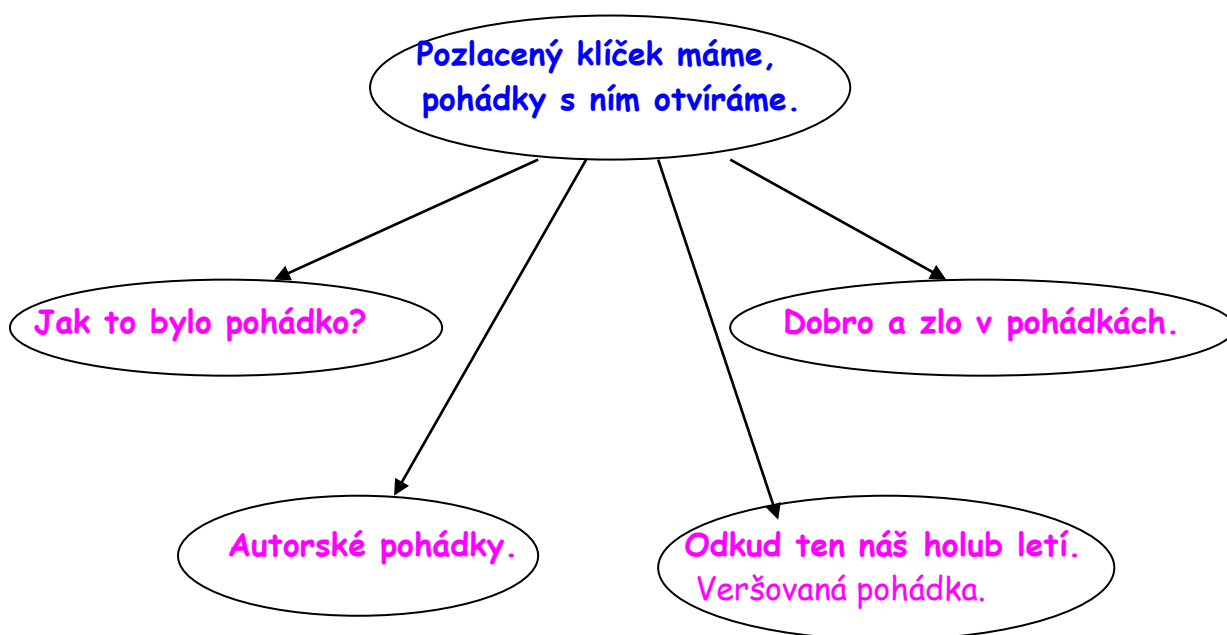 Pozlacený klíček máme,
pohádky s ním otvíráme.
Jak to bylo pohádko?
Dobro a zlo v pohádkách.
Autorské pohádky.
Odkud ten náš holub letí.
Veršovaná pohádka.